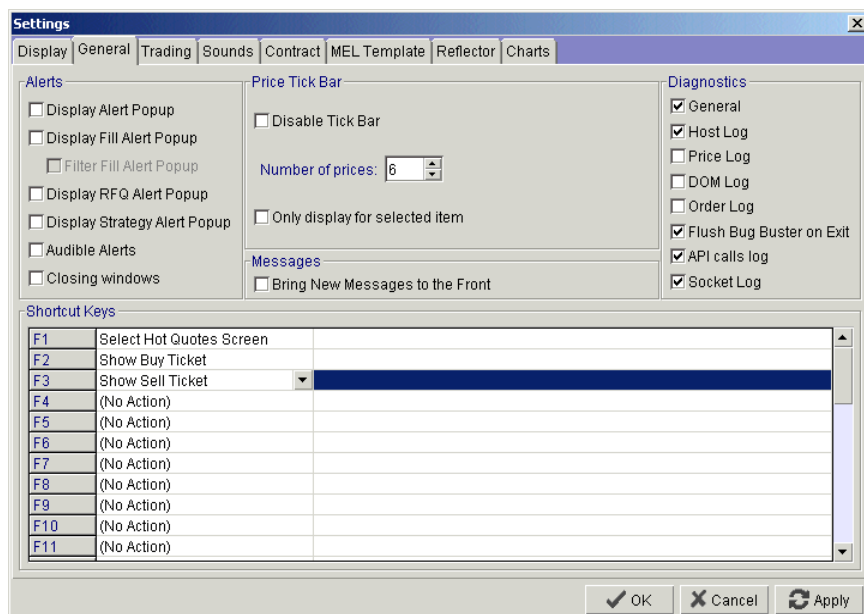 Settings
Display General Trading Sounds Contract MEL Template Reflector Charts
Alerts
Display Alert Popup
Display Fill Alert Popup
Filter Fill Alert Popup
Display RFQ Alert Popup
Display Strategy Alert Popup
Audible Alerts
Closing windows
Price Tick Bar
Disable Tick Bar
Number of prices: 6
Only display for selected item
Messages
Bring New Messages to the Front
Diagnostics
General
Host Log
Price Log
DOM Log
Order Log
Flush Bug Buster on Exit
API calls log
Socket Log
Shortcut Keys
F1 Select Hot Quotes Screen
F2 Show Buy Ticket
F3 Show Sell Ticket
F4 (No Action)
F5 (No Action)
F6 (No Action)
F7 (No Action)
F8 (No Action)
F9 (No Action)
F10 (No Action)
F11 (No Action)
OK Cancel Apply